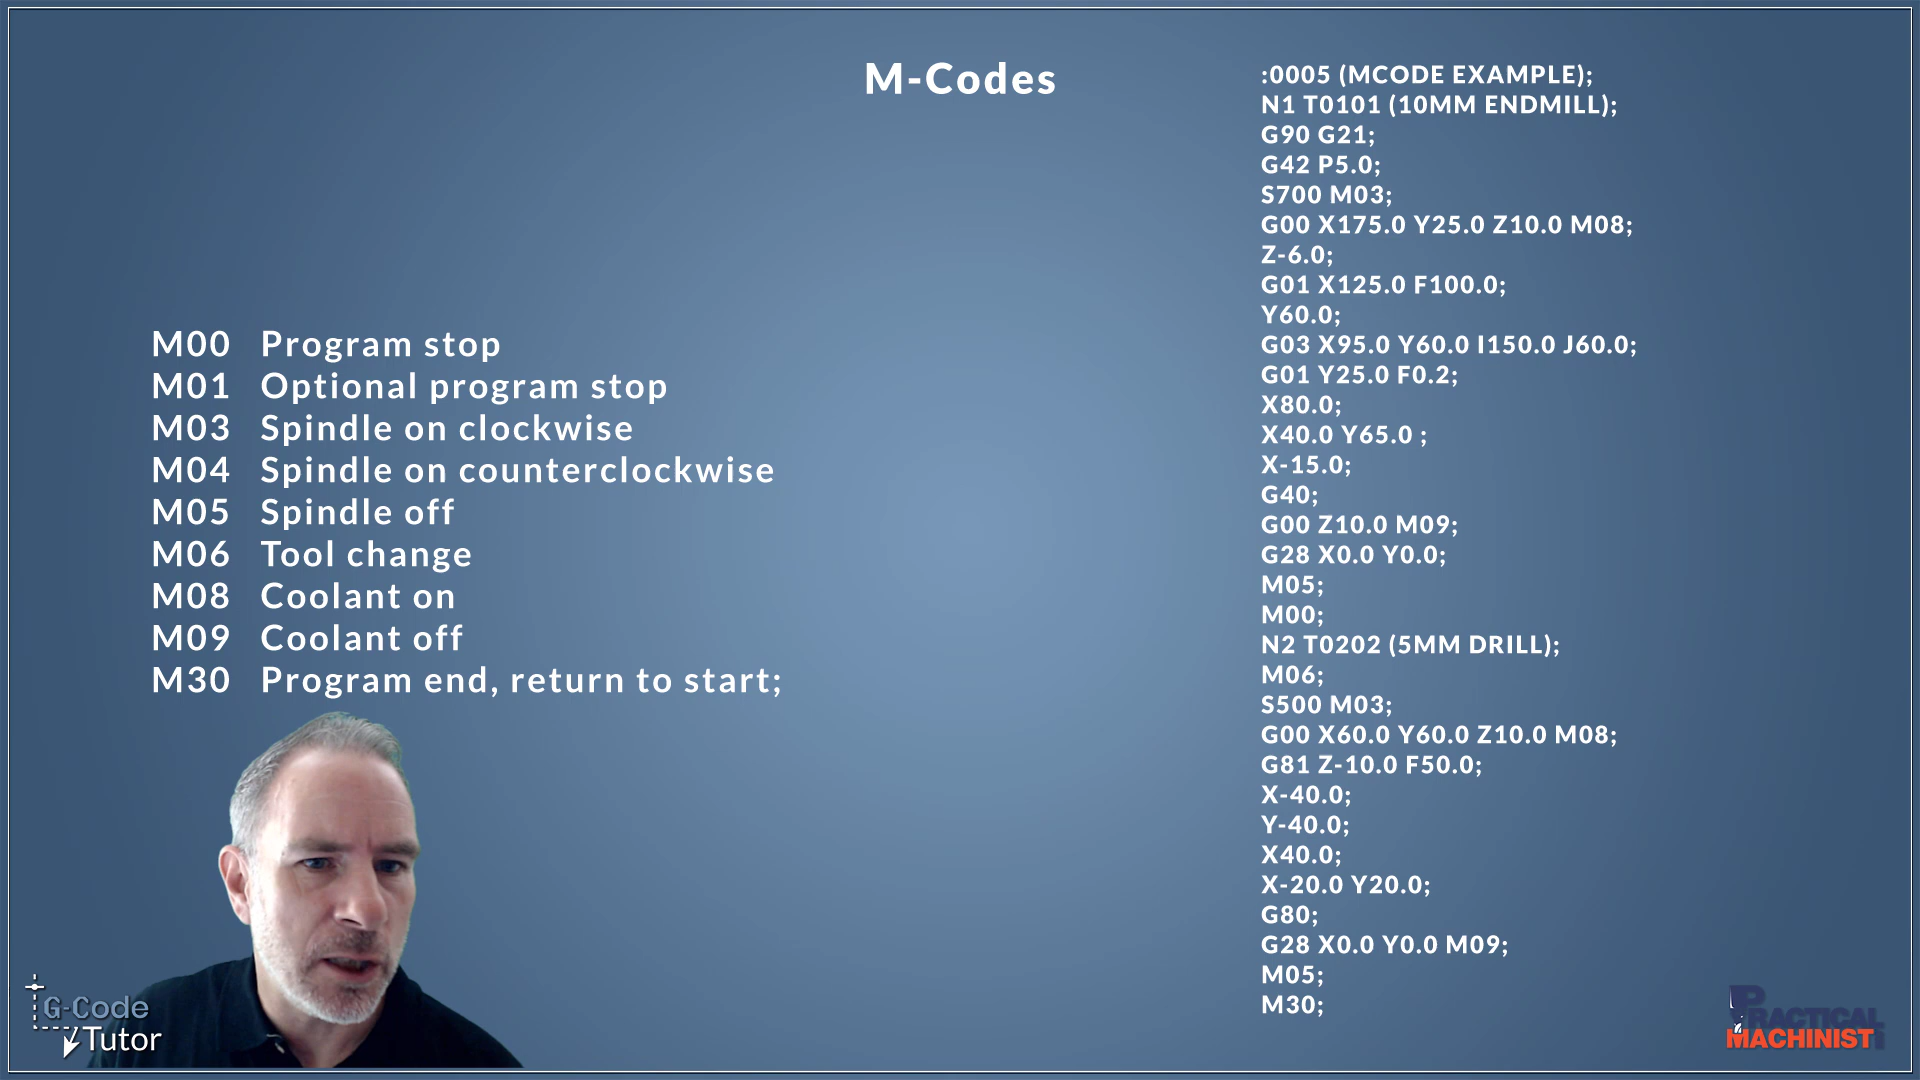 M-Codes
M00 Program stop
M01 Optional program stop
M03 Spindle on clockwise
M04 Spindle on counterclockwise
M05 Spindle off
M06 Tool change
M08 Coolant on
M09 Coolant off
M30 Program end, return to start;
:0005 (MCODE EXAMPLE);
N1 T0101 (10MM ENDMILL);
G90 G21;
G42 P5.0;
S700 M03;
G00 X175.0 Y25.0 Z10.0 M08;
Z-6.0;
G01 X125.0 F100.0;
Y60.0;
G03 X95.0 Y60.0 I150.0 J60.0;
G01 Y25.0 F0.2;
X80.0;
X40.0 Y65.0 ;
X-15.0;
G40;
G00 Z10.0 M09;
G28 X0.0 Y0.0;
M05;
M00;
N2 T0202 (5MM DRILL);
M06;
S500 M03;
G00 X60.0 Y60.0 Z10.0 M08;
G81 Z-10.0 F50.0;
X-40.0;
Y-40.0;
X40.0;
X-20.0 Y20.0;
G80;
G28 X0.0 Y0.0 M09;
M05;
M30;
G-Code
Tutor
PRACTICAL
MACHINIST